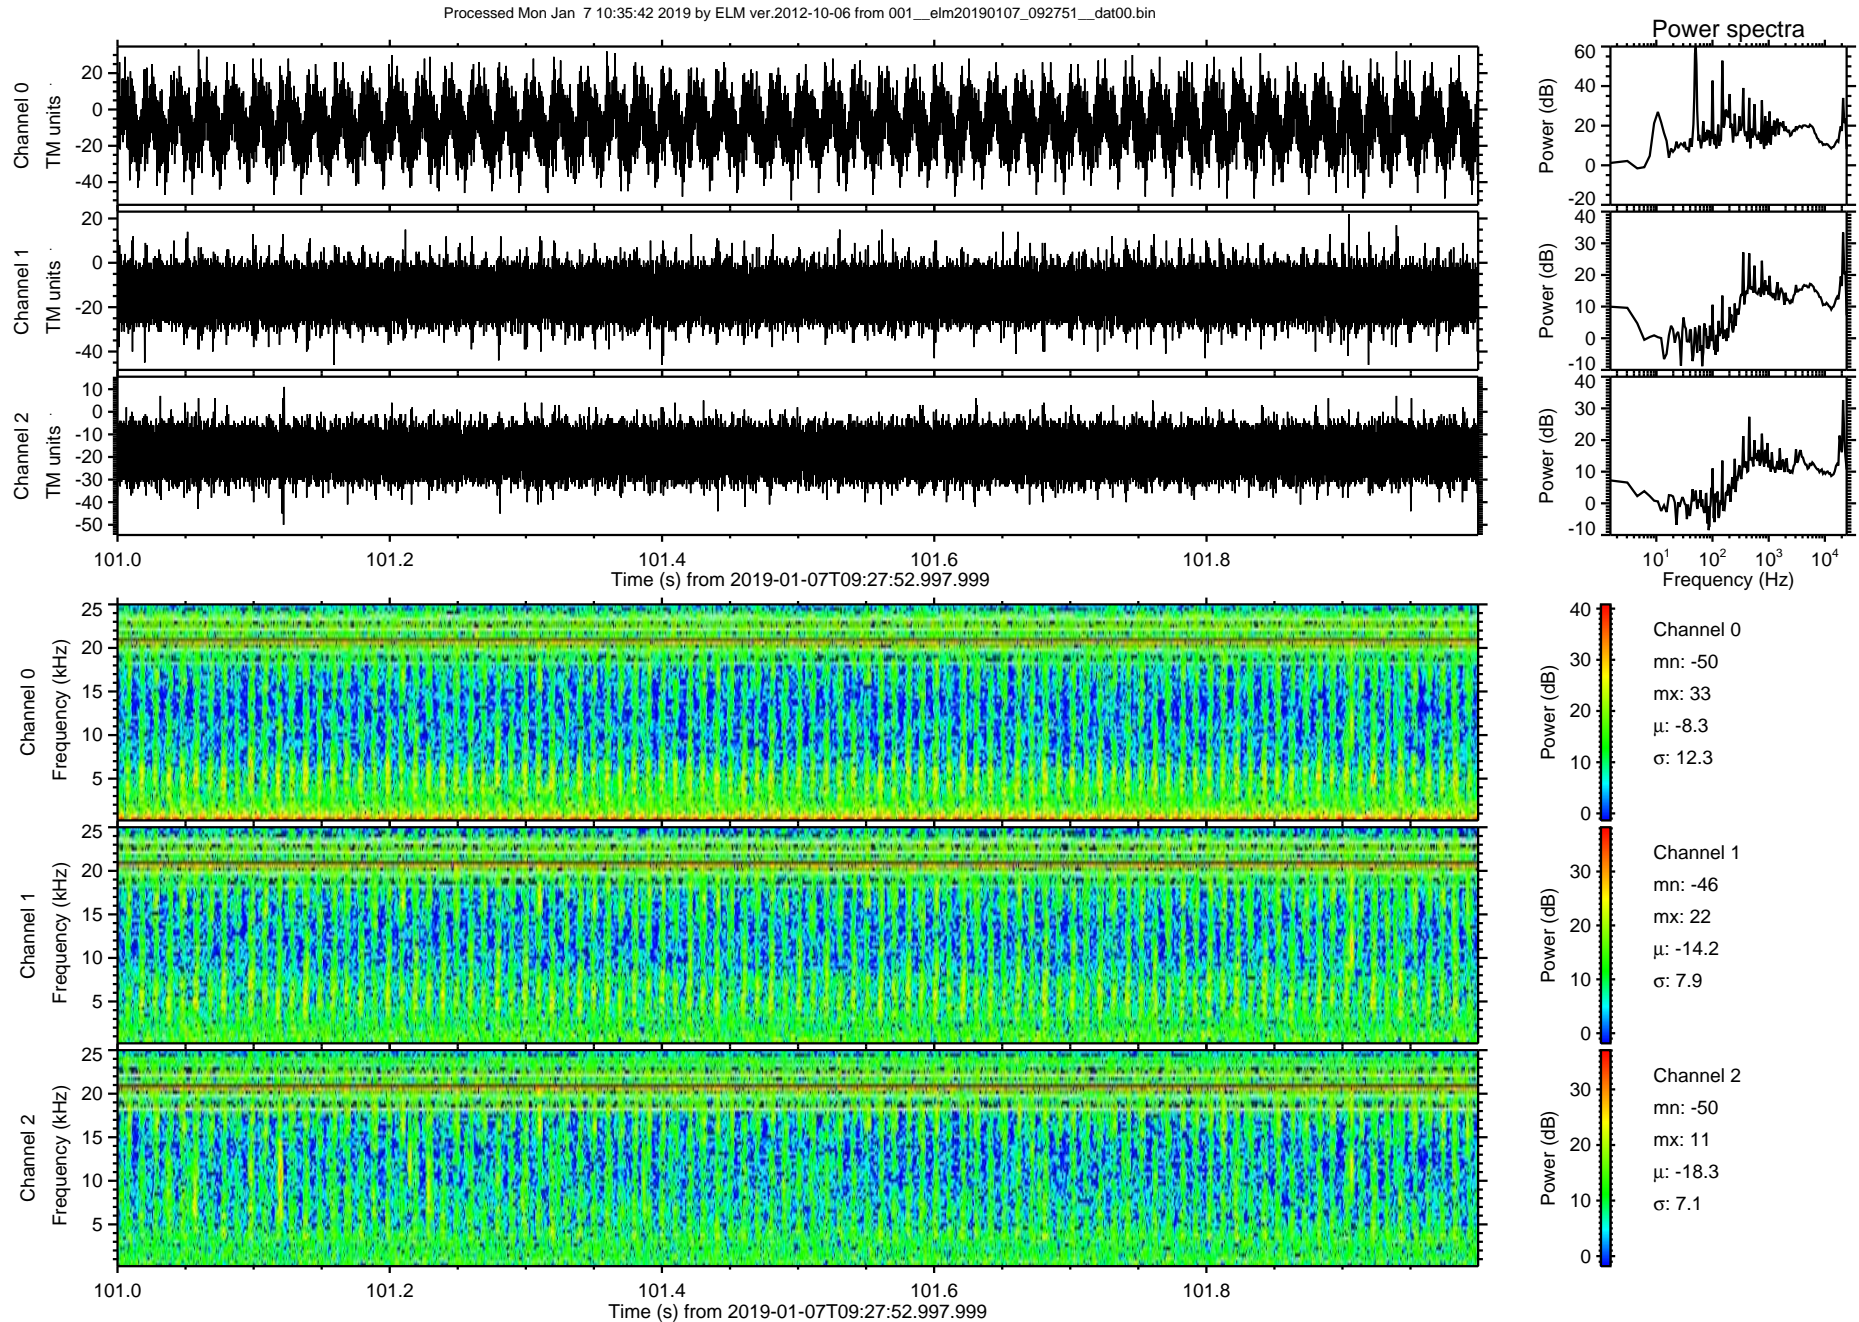 Processed Mon Jan  7 10:35:42 2019 by ELM ver.2012-10-06 from 001__elm20190107_092751__dat00.bin
Power spectra
Channel 0
TM units
20
0
-20
-40
Power (dB)
60
40
20
0
-20
Channel 1
TM units
20
0
-20
-40
Power (dB)
40
30
20
10
0
-10
Channel 2
TM units
10
0
-10
-20
-30
-40
-50
Power (dB)
40
30
20
10
0
-10
101.0 101.2 101.4 101.6 101.8
Time (s) from 2019-01-07T09:27:52.997.999
10¹ 10² 10³ 10⁴
Frequency (Hz)
Channel 0
Frequency (kHz)
25
20
15
10
5
Power (dB)
40
30
20
10
0
Channel 0
mn: -50
mx: 33
µ: -8.3
σ: 12.3
Channel 1
Frequency (kHz)
25
20
15
10
5
Power (dB)
30
20
10
0
Channel 1
mn: -46
mx: 22
µ: -14.2
σ: 7.9
Channel 2
Frequency (kHz)
25
20
15
10
5
Power (dB)
30
20
10
0
Channel 2
mn: -50
mx: 11
µ: -18.3
σ: 7.1
101.0 101.2 101.4 101.6 101.8
Time (s) from 2019-01-07T09:27:52.997.999